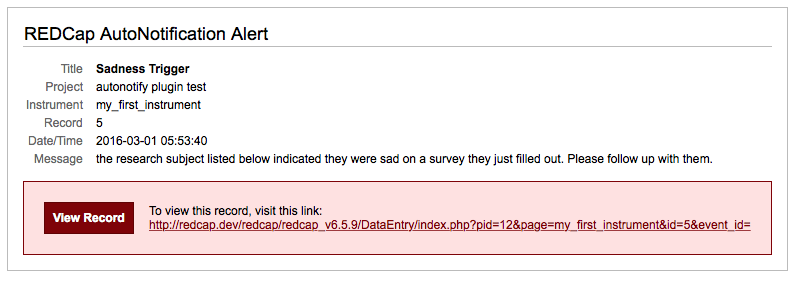 REDCap AutoNotification Alert
Title Sadness Trigger
Project autonotify plugin test
Instrument my_first_instrument
Record 5
Date/Time 2016-03-01 05:53:40
Message the research subject listed below indicated they were sad on a survey they just filled out. Please follow up with them.
View Record
To view this record, visit this link:
http://redcap.dev/redcap/redcap_v6.5.9/DataEntry/index.php?pid=12&page=my_first_instrument&id=5&event_id=